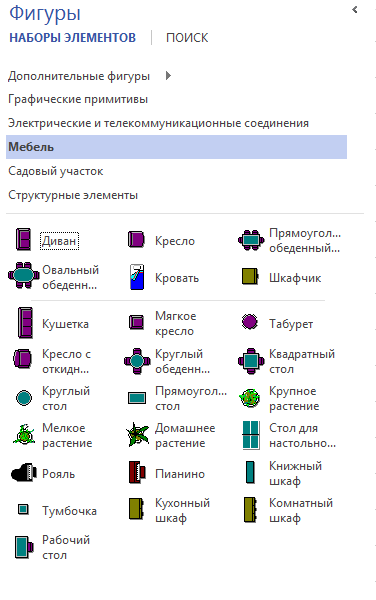 Фигуры
НАБОРЫ ЭЛЕМЕНТОВ ПОИСК
Дополнительные фигуры
Графические примитивы
Электрические и телекоммуникационные соединения
Мебель
Садовый участок
Структурные элементы
Диван
Кресло
Прямоугол...
обеденный...
Овальный
обеденн...
Кровать
Шкафчик
Кушетка
Мягкое
кресло
Табурет
Кресло с
откидн...
Круглый
обеденн...
Квадратный
стол
Круглый
стол
Прямоугол...
стол
Крупное
растение
Мелкое
растение
Домашнее
растение
Стол для
настольно...
Рояль
Пианино
Книжный
шкаф
Тумбочка
Кухонный
шкаф
Комнатный
шкаф
Рабочий
стол